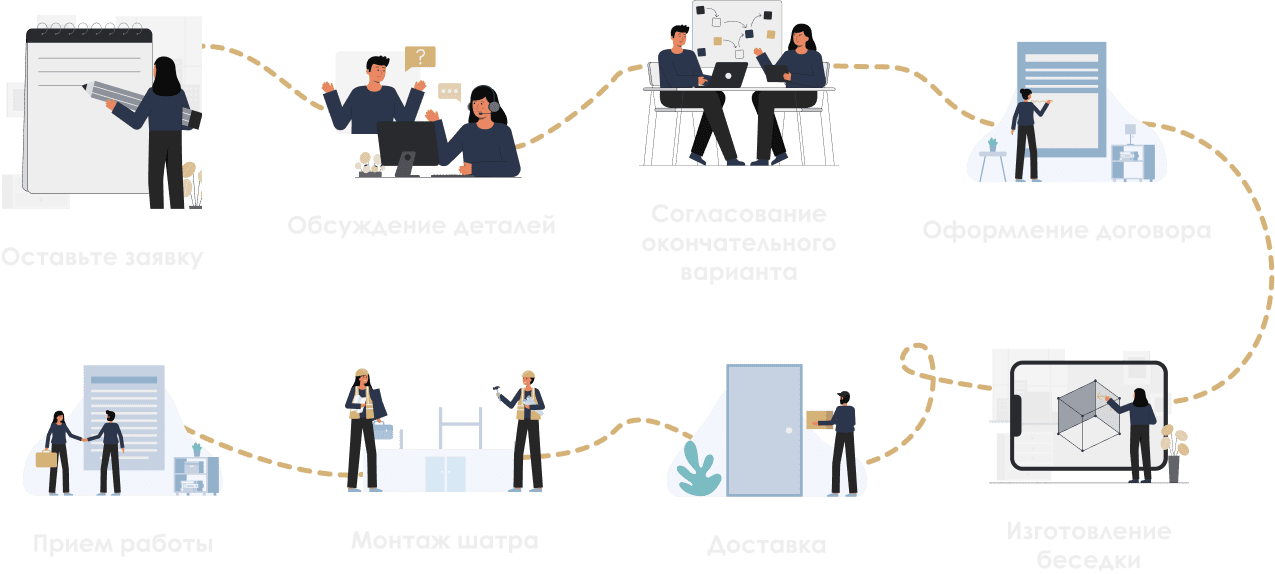 ?
Оставьте заявку
Обсуждение деталей
Согласование
окончательного
варианта
Оформление договора
Изготовление
беседки
Доставка
Монтаж шатра
Прием работы